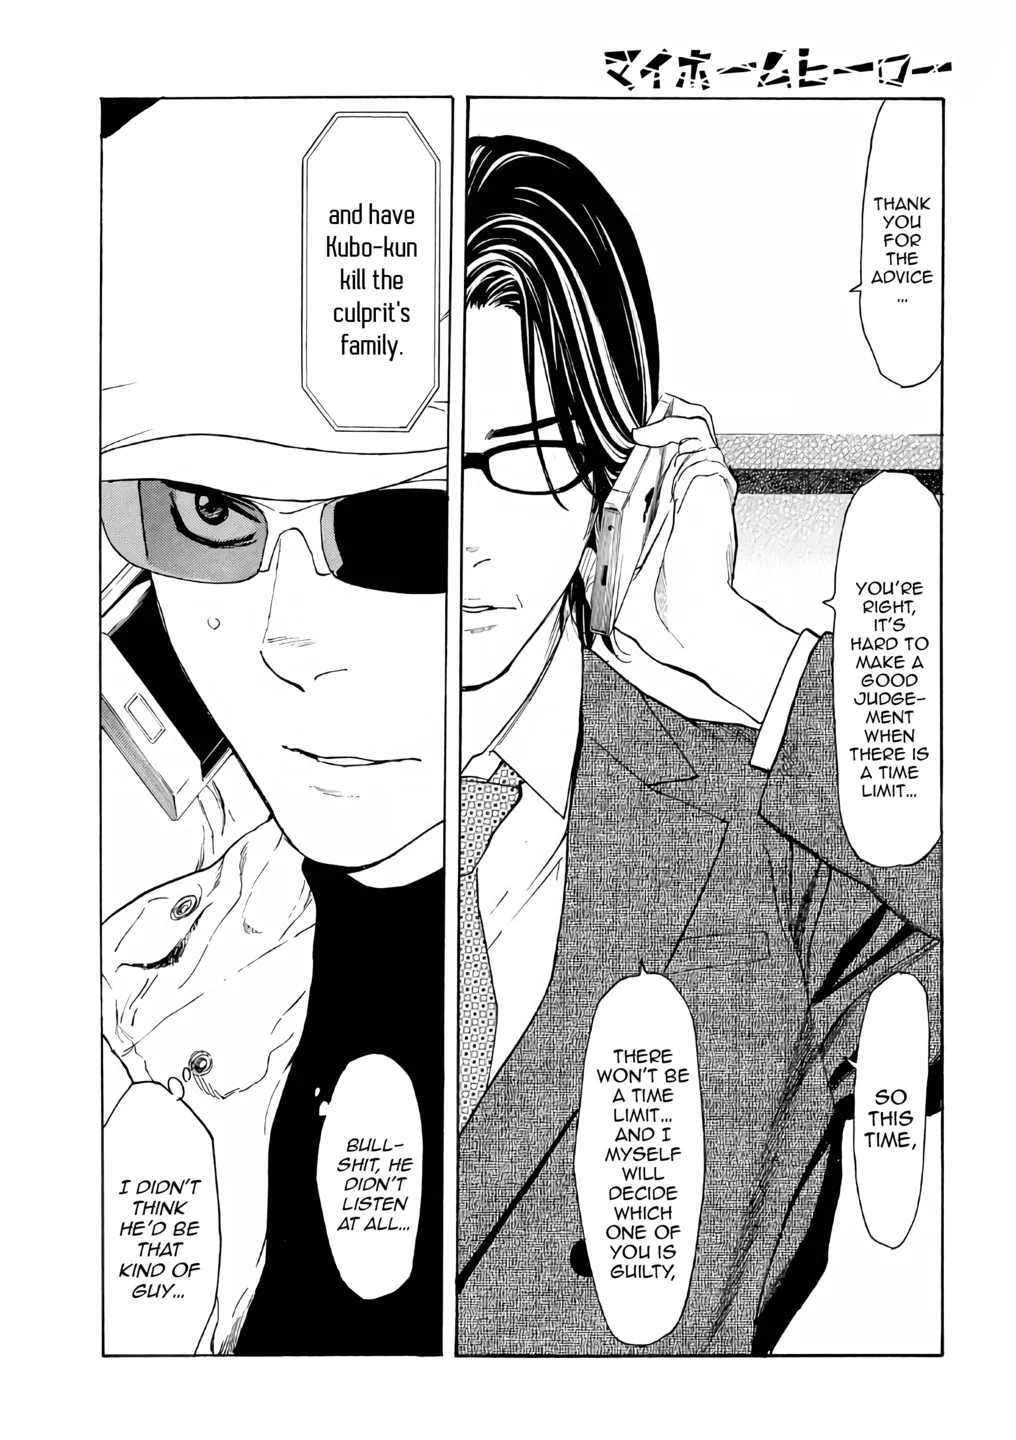 マイホームヒーロー
THANK
YOU
FOR
THE
ADVICE
...
YOU'RE
RIGHT,
IT'S
HARD TO
MAKE A
GOOD
JUDGE-
MENT
WHEN
THERE IS
A TIME
LIMIT...
SO
THIS
TIME,
THERE
WON'T BE
A TIME
LIMIT...
AND I
MYSELF
WILL
DECIDE
WHICH
ONE OF
YOU IS
GUILTY,
and have
Kubo-kun
kill the
culprit's
family.
BULL-
SHIT, HE
DIDN'T
LISTEN
AT ALL...
I DIDN'T
THINK
HE'D BE
THAT
KIND OF
GUY...